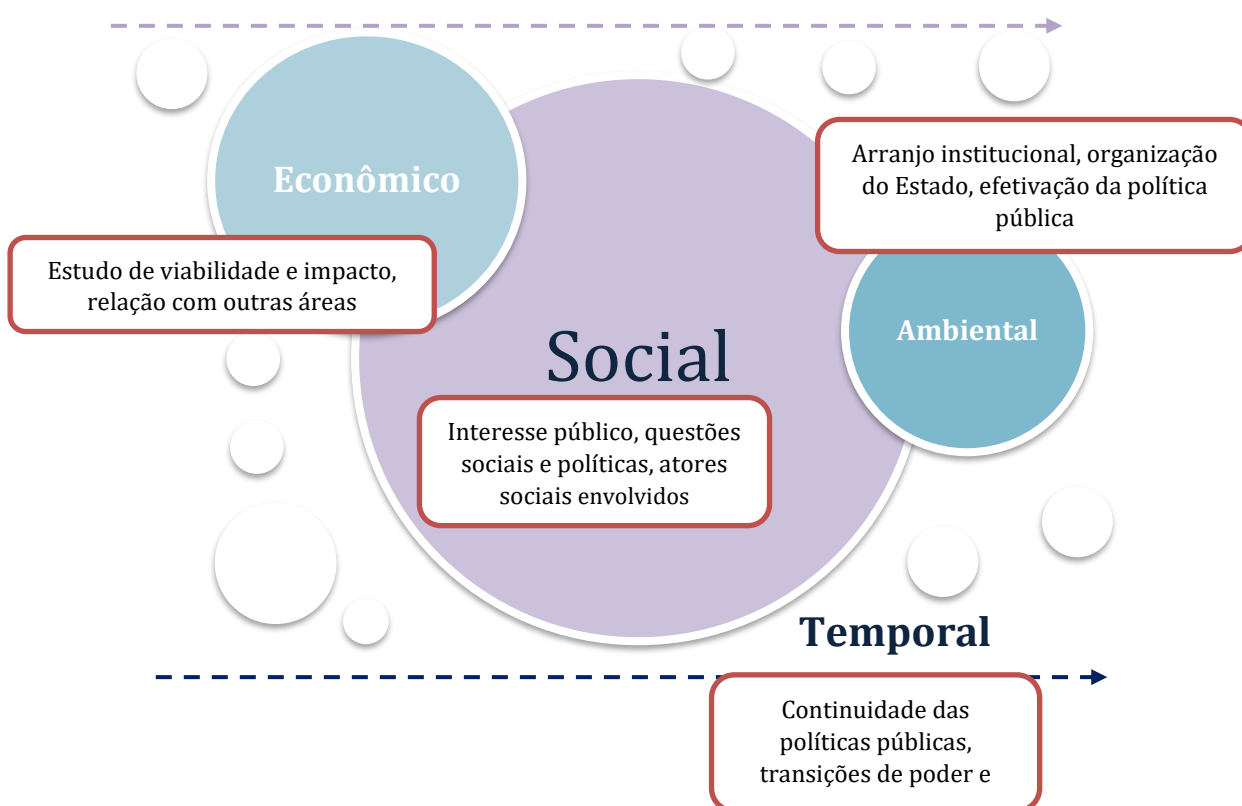 Econômico
Estudo de viabilidade e impacto,
relação com outras áreas
Social
Interesse público, questões
sociais e políticas, atores
sociais envolvidos
Arranjo institucional, organização
do Estado, efetivação da política
pública
Ambiental
Temporal
Continuidade das
políticas públicas,
transições de poder e